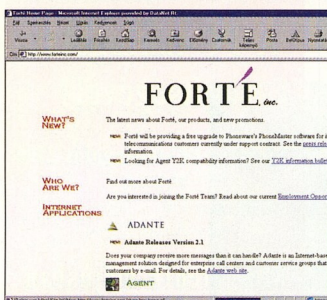 Forté Home Page - Microsoft Internet Explorer provided by DataNet Rt.
Fájl Szerkesztés Nézet Ugrás Kedvencek Súgó
Vissza Leállítás Frissítés Kezdőlap Keresés Kedvenc Előzmény Csatornák Teljes képernyő Posta Betűtípus Nyomtatás
Cím http://www.forteinc.com/
FORTÉ, inc.
WHAT'S NEW?
The latest news about Forté, our products, and new promotions.
NEW! Forté will be providing a free upgrade to Phoneware's PhoneMaster software for
telecommunications customers currently under support contract. See the press
information.
NEW! Looking for Agent Y2K compatibility information? See our Y2K information
WHO ARE WE?
Find out more about Forté
Are you interested in joining the Forté Team? Read about our current Employment
INTERNET APPLICATIONS
ADANTE
NEW! Adante Releases Version 2.1
Does your company receive more messages than it can handle? Adante is an Internet-base
management solution designed for enterprise call centers and customer service groups that
customers by e-mail. For details, see the Adante web site.
AGENT